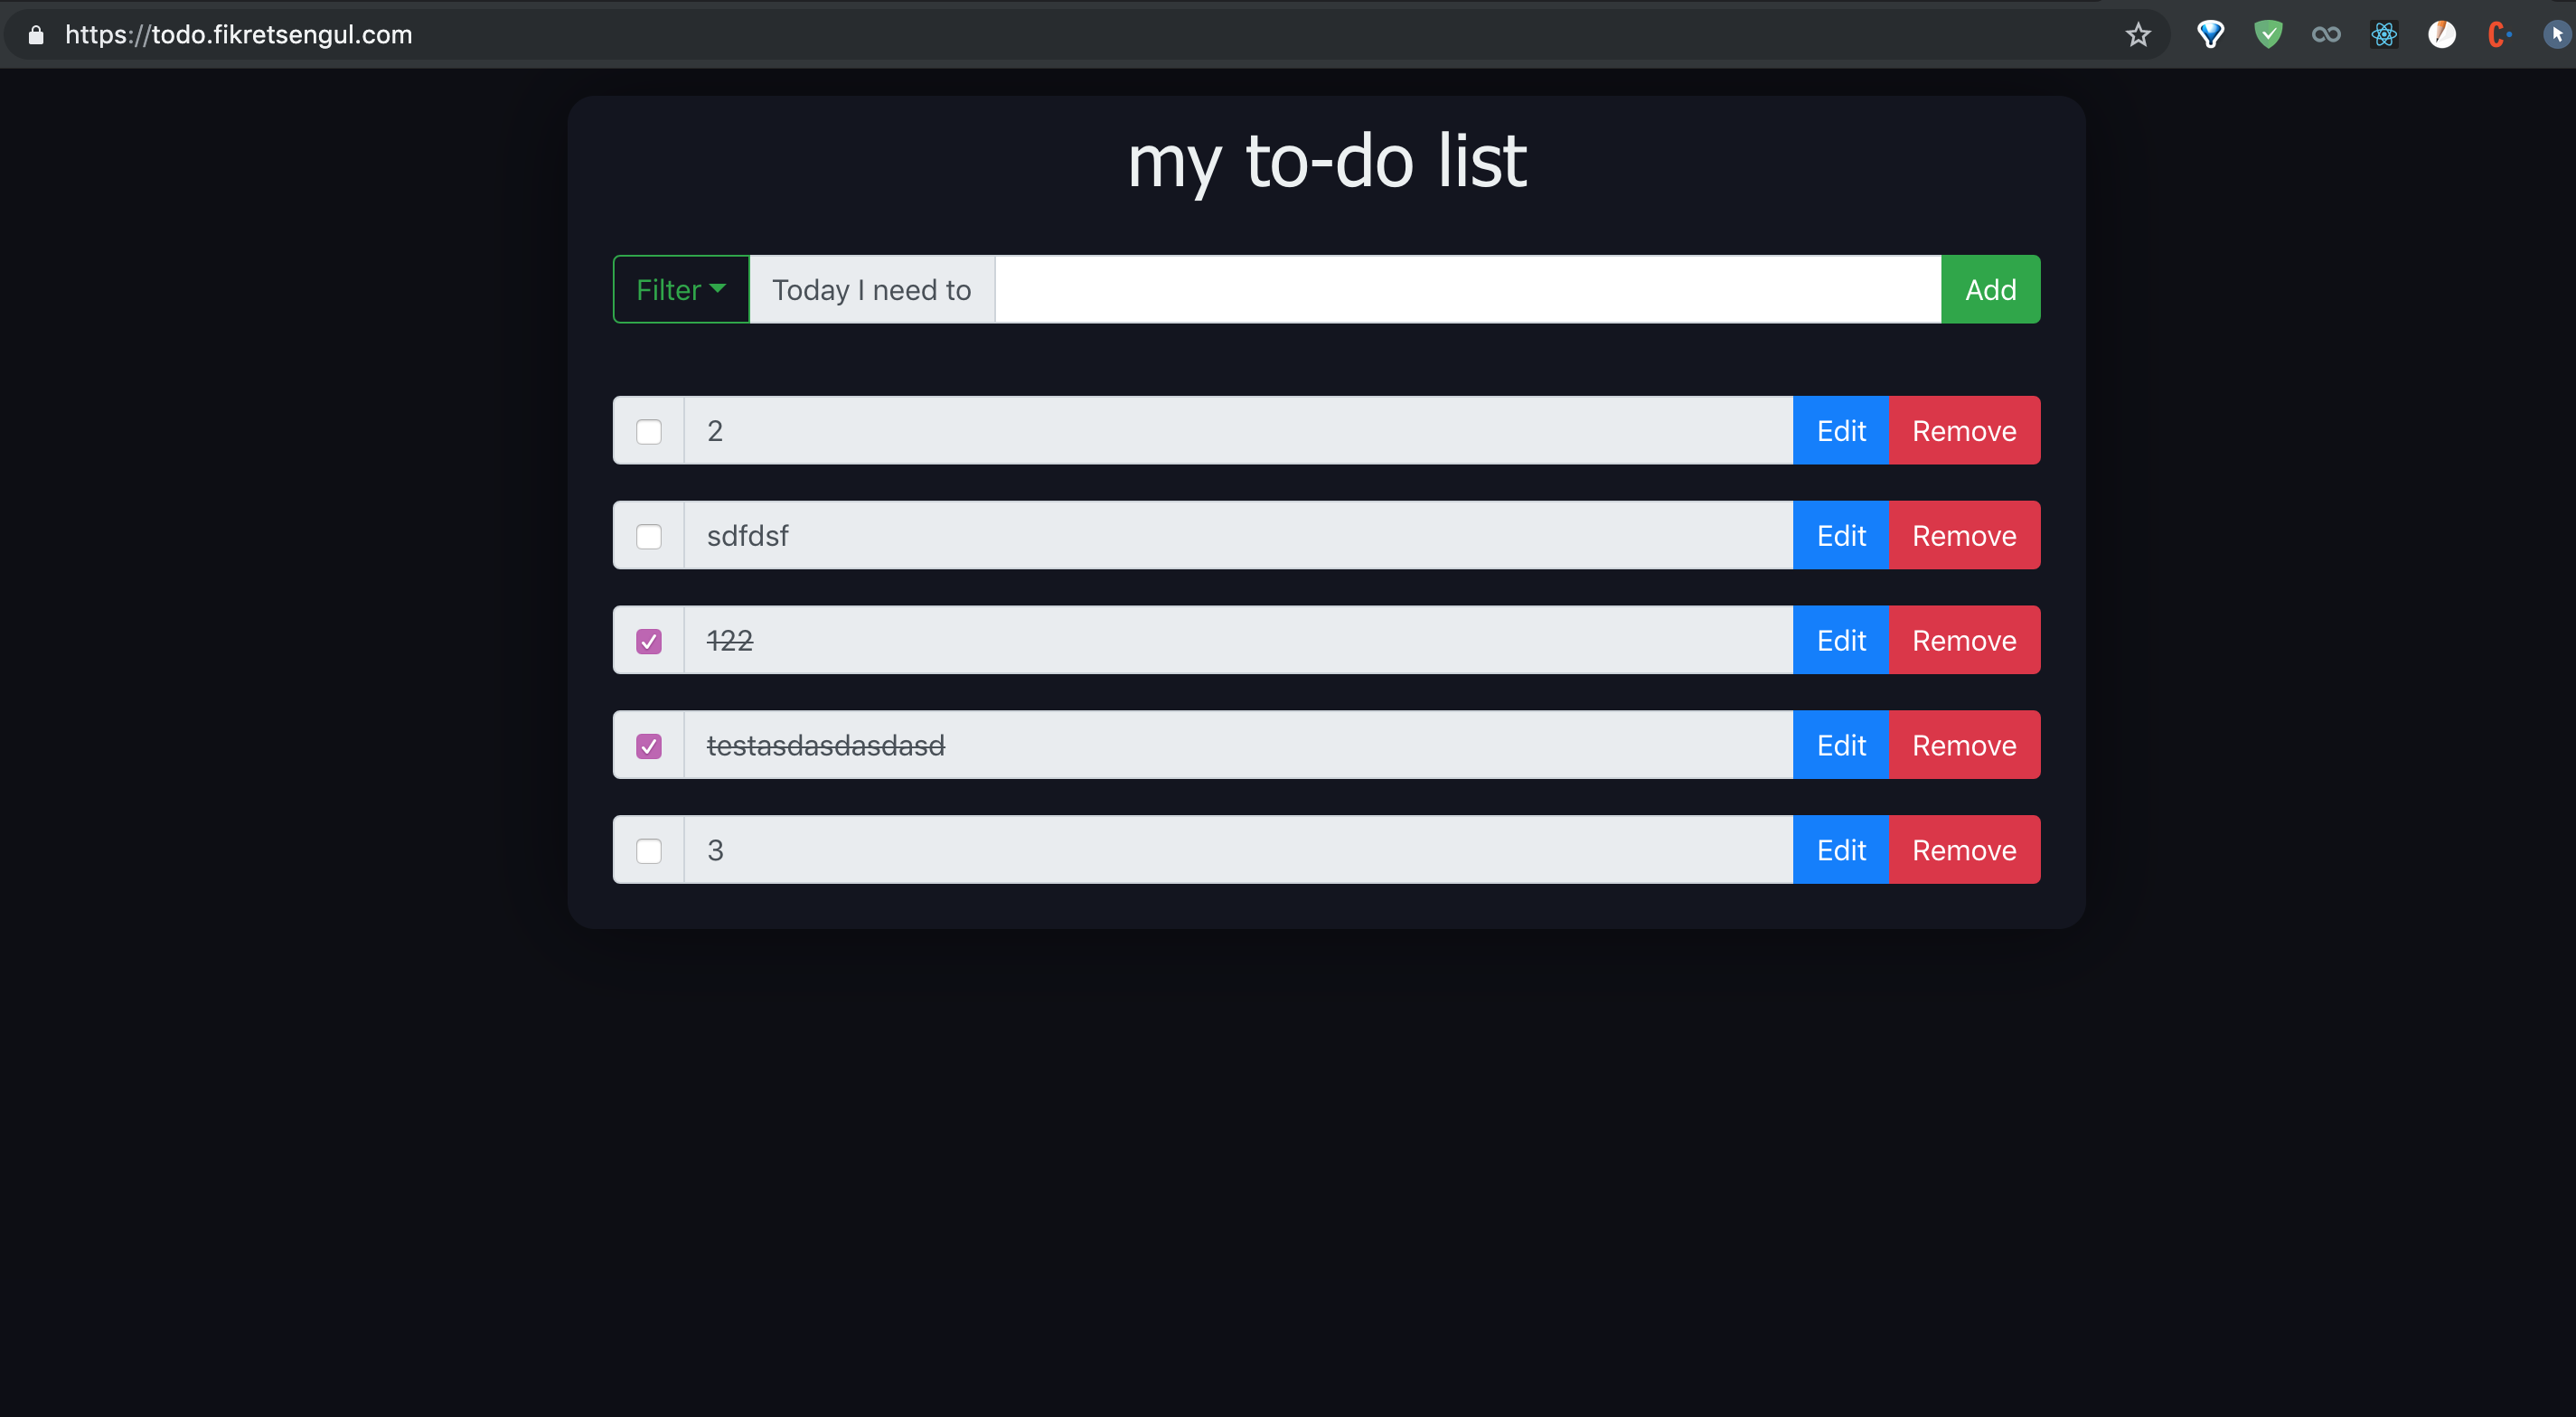 https://todo.fikretsengul.com
my to-do list
Filter Today I need to Add
2 Edit Remove
sdfdsf Edit Remove
122 Edit Remove
testasdasdasdasd Edit Remove
3 Edit Remove